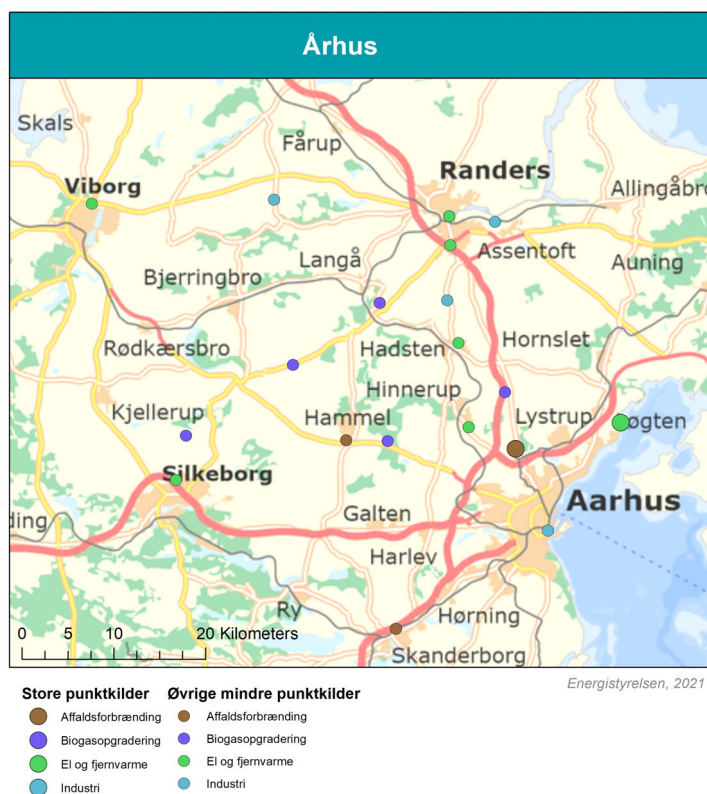 Århus
Skals
Fårup
Viborg
Randers
Allingåbro
Langå
Assentoft
Bjerringbro
Auning
Rødkærsbro
Hadsten
Hornslet
Hinnerup
Kjellerup
Hammel
Lystrup
øgten
Silkeborg
Aarhus
Galten
ding
Harlev
Ry
Hørning
0 5 10 20 Kilometers
Skanderborg
Energistyrelsen, 2021
Store punktkilder Øvrige mindre punktkilder
Affaldsforbrænding Affaldsforbrænding
Biogasopgradering Biogasopgradering
El og fjernvarme El og fjernvarme
Industri Industri